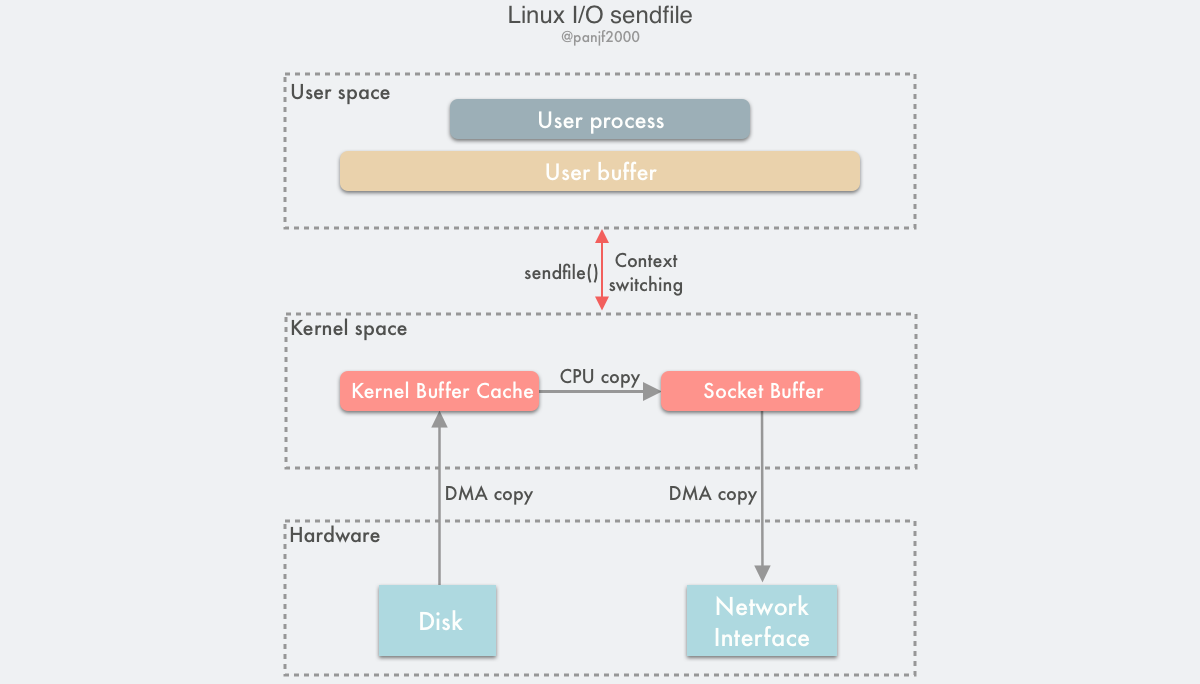 Linux I/O sendfile
@panjf2000
User space
User process
User buffer
sendfile()
Context
switching
Kernel space
Kernel Buffer Cache
CPU copy
Socket Buffer
DMA copy
DMA copy
Hardware
Disk
Network
Interface